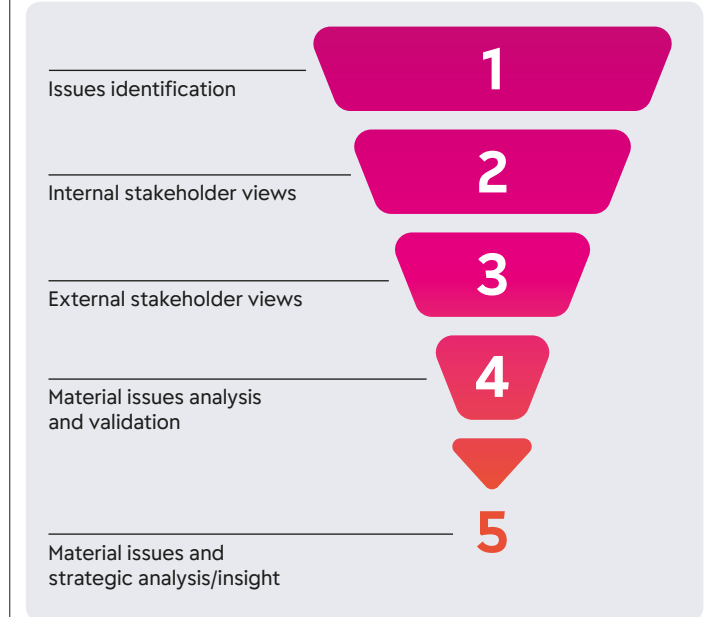 1
Issues identification
2
Internal stakeholder views
3
External stakeholder views
4
Material issues analysis
and validation
5
Material issues and
strategic analysis/insight